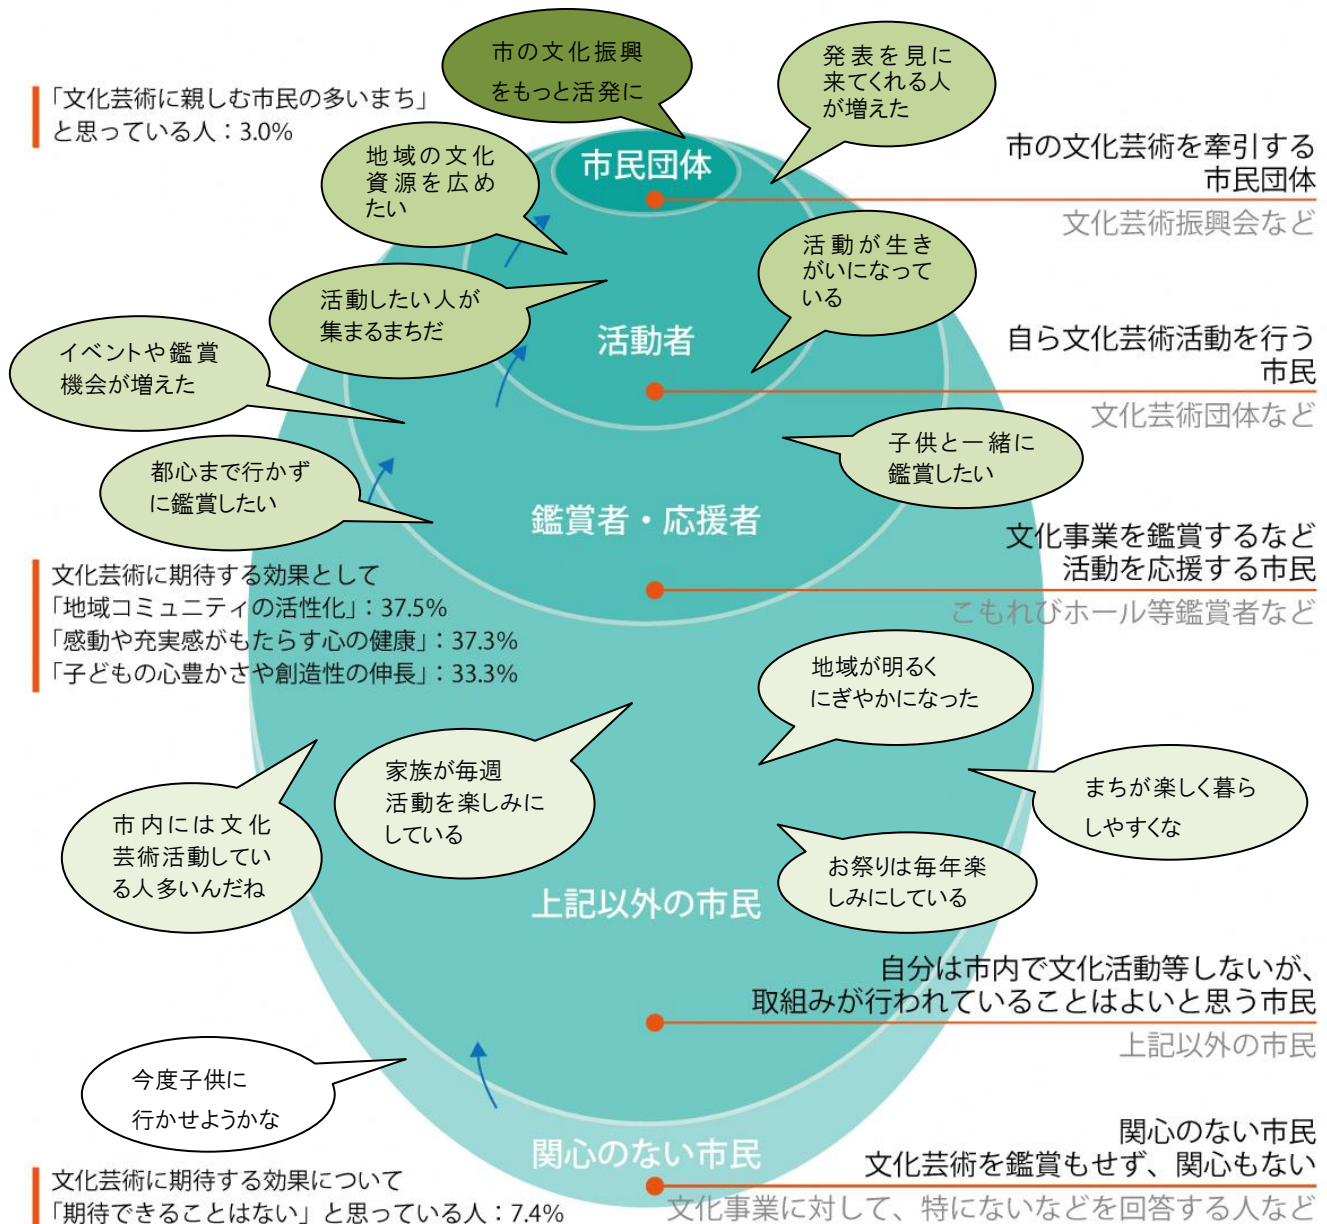 市の文化振興
をもっと活発に
発表を見に
来てくれる人
が増えた
「文化芸術に親しむ市民の多いまち」
と思っている人：3.0%
地域の文化
資源を広め
たい
市民団体
市の文化芸術を牽引する
市民団体
文化芸術振興会など
活動が生き
がいになって
いる
活動したい人が
集まるまちだ
イベントや鑑賞
機会が増えた
活動者
自ら文化芸術活動を行う
市民
文化芸術団体など
子供と一緒に
鑑賞したい
都心まで行かず
に鑑賞したい
鑑賞者・応援者
文化事業を鑑賞するなど
活動を応援する市民
こもれびホール等鑑賞者など
文化芸術に期待する効果として
「地域コミュニティの活性化」：37.5%
「感動や充実感がもたらす心の健康」：37.3%
「子どもの心豊かさや創造性の伸長」：33.3%
地域が明るく
にぎやかになった
家族が毎週
活動を楽しみに
している
まちが楽しく暮ら
しやすくな
市内には文化
芸術活動してい
る人多いんだね
お祭りは毎年楽
しみにしている
上記以外の市民
自分は市内で文化活動等しないが、
取組みが行われていることはよいと思う市民
上記以外の市民
今度子供に
行かせようかな
関心のない市民
関心のない市民
文化芸術を鑑賞もせず、関心もない
文化事業に対して、特にないなどを回答する人など
文化芸術に期待する効果について
「期待できることはない」と思っている人：7.4%